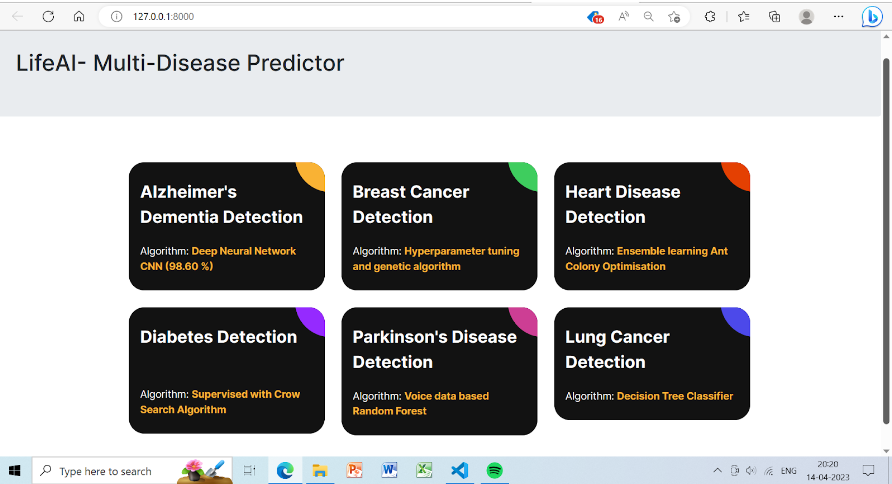 127.0.0.1:8000
16
LifeAI- Multi-Disease Predictor
Alzheimer's
Dementia Detection
Algorithm: Deep Neural Network
CNN (98.60 %)
Breast Cancer
Detection
Algorithm: Hyperparameter tuning
and genetic algorithm
Heart Disease
Detection
Algorithm: Ensemble learning Ant
Colony Optimisation
Diabetes Detection
Algorithm: Supervised with Crow
Search Algorithm
Parkinson's Disease
Detection
Algorithm: Voice data based
Random Forest
Lung Cancer
Detection
Algorithm: Decision Tree Classifier
Type here to search
ENG
20:20
14-04-2023